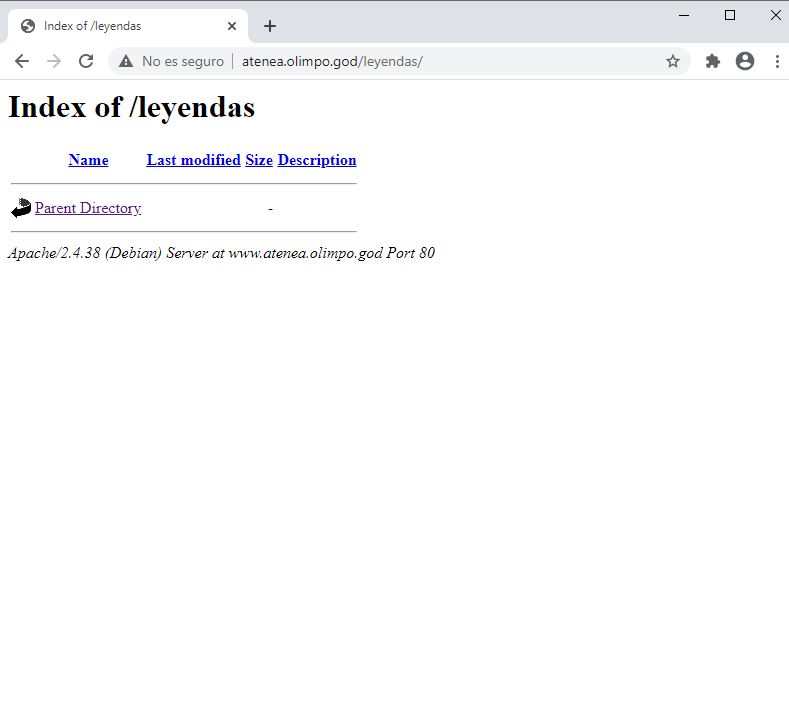 Index of /leyendas
No es seguro atenea.olimpo.god/leyendas/
Index of /leyendas
Name Last modified Size Description
Parent Directory -
Apache/2.4.38 (Debian) Server at www.atenea.olimpo.god Port 80